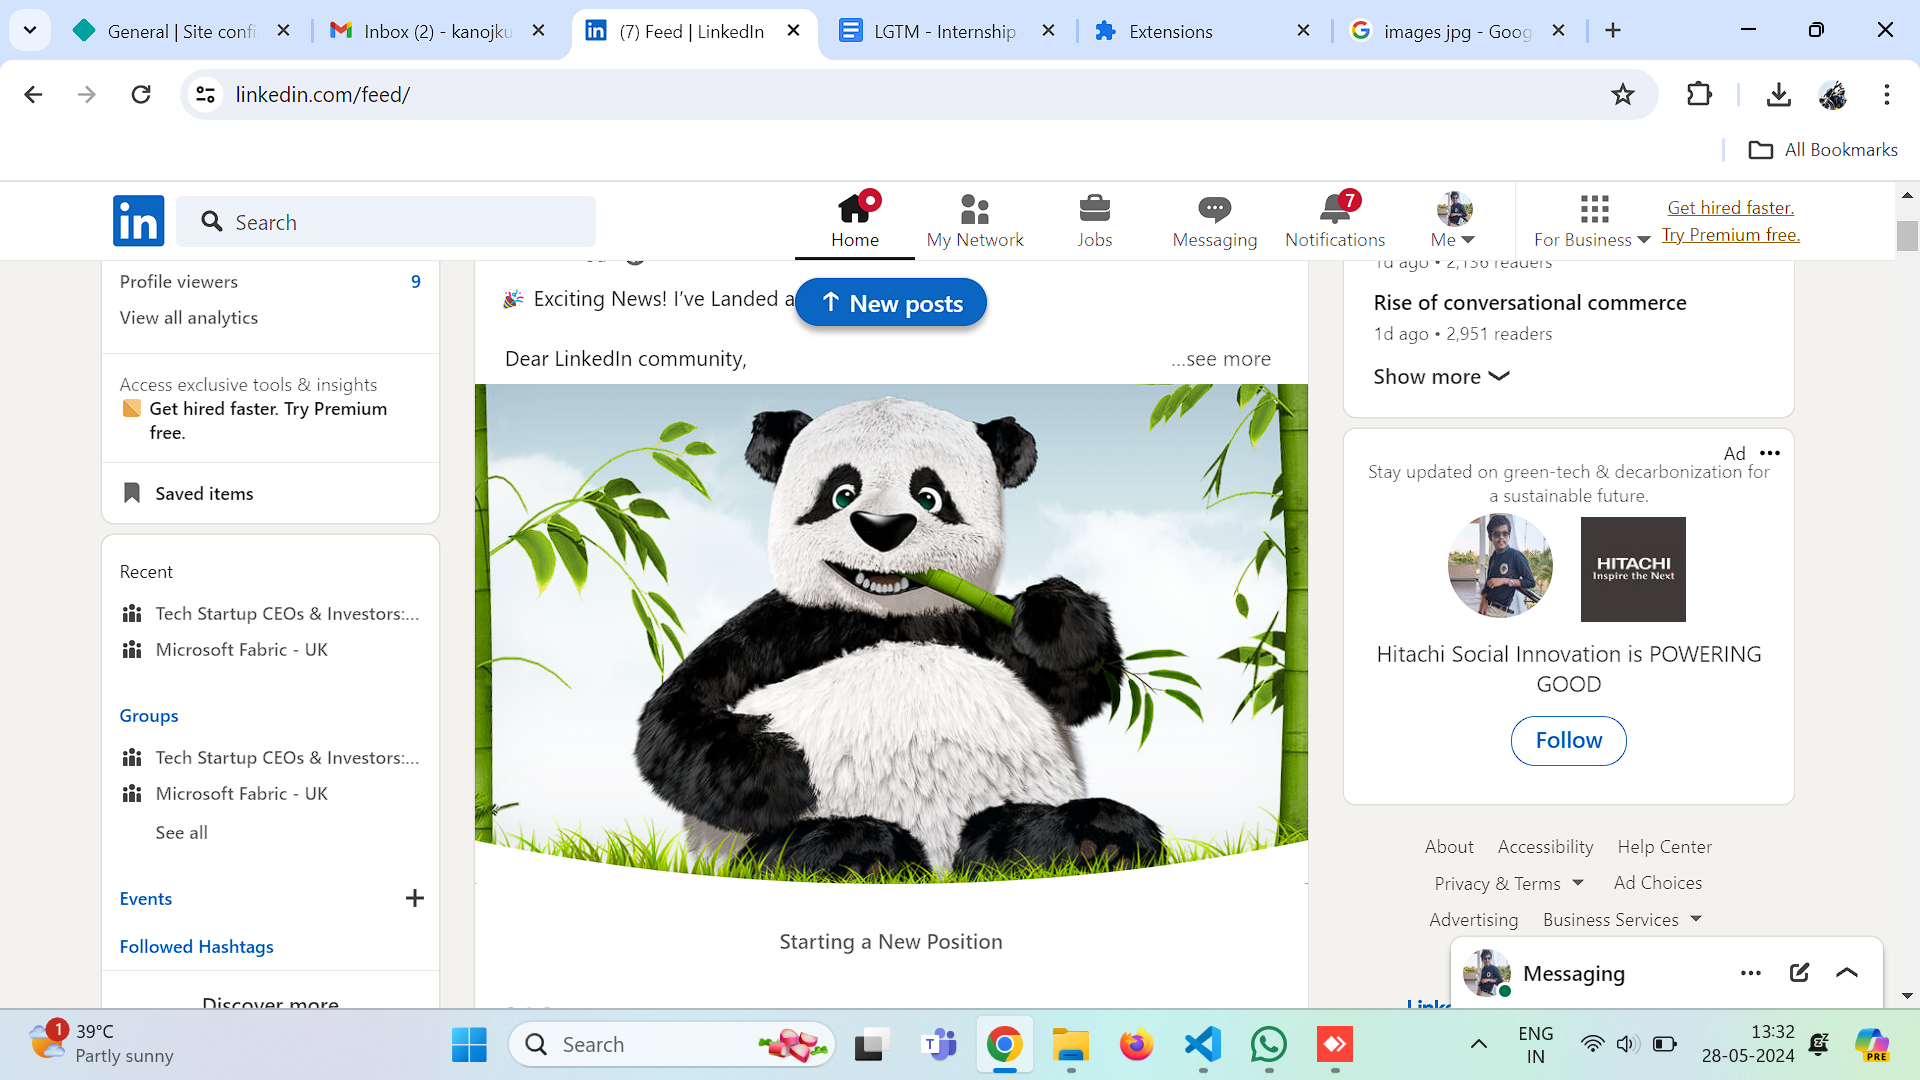 General | Site confi
Inbox (2) - kanojku
(7) Feed | LinkedIn
LGTM - Internship
Extensions
images jpg - Goog
linkedin.com/feed/
All Bookmarks
in
Search
Home
My Network
Jobs
Messaging
7
Notifications
Me
For Business
Get hired faster.
Try Premium free.
Profile viewers
9
View all analytics
Access exclusive tools & insights
Get hired faster. Try Premium
free.
Saved items
Recent
Tech Startup CEOs & Investors:...
Microsoft Fabric - UK
Groups
Tech Startup CEOs & Investors:...
Microsoft Fabric - UK
See all
Events
Followed Hashtags
Discover more
🎉 Exciting News! I’ve Landed a
↑ New posts
Dear LinkedIn community,
...see more
Starting a New Position
1d ago • 2,156 readers
Rise of conversational commerce
1d ago • 2,951 readers
Show more
Ad
Stay updated on green-tech & decarbonization for
a sustainable future.
HITACHI
Inspire the Next
Hitachi Social Innovation is POWERING
GOOD
Follow
About Accessibility Help Center
Privacy & Terms Ad Choices
Advertising Business Services
Messaging
1
39°C
Partly sunny
Search
ENG
IN
13:32
28-05-2024
PRE